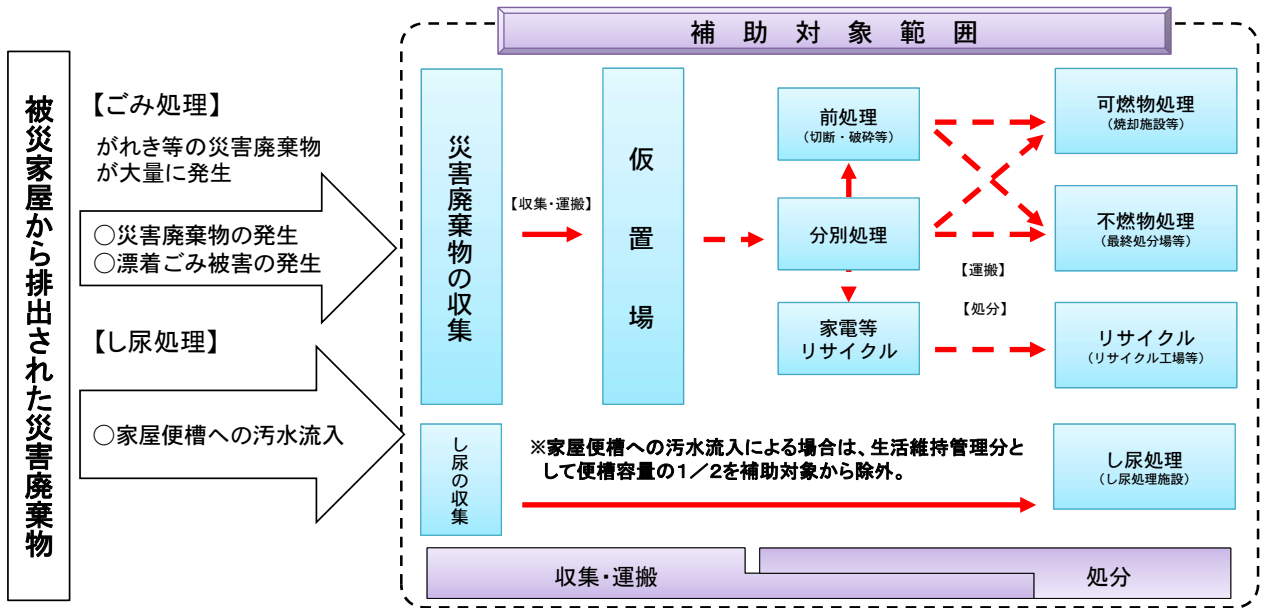 補助対象範囲
被災家屋から排出された災害廃棄物
【ごみ処理】
がれき等の災害廃棄物
が大量に発生
○災害廃棄物の発生
○漂着ごみ被害の発生
【し尿処理】
○家屋便槽への汚水流入
災害廃棄物の収集
【収集・運搬】
仮置場
前処理
（切断・破砕等）
分別処理
家電等
リサイクル
【運搬】
【処分】
可燃物処理
（焼却施設等）
不燃物処理
（最終処分場等）
リサイクル
（リサイクル工場等）
し尿の収集
※家屋便槽への汚水流入による場合は、生活維持管理分と
して便槽容量の１／２を補助対象から除外。
し尿処理
（し尿処理施設）
収集・運搬
処分